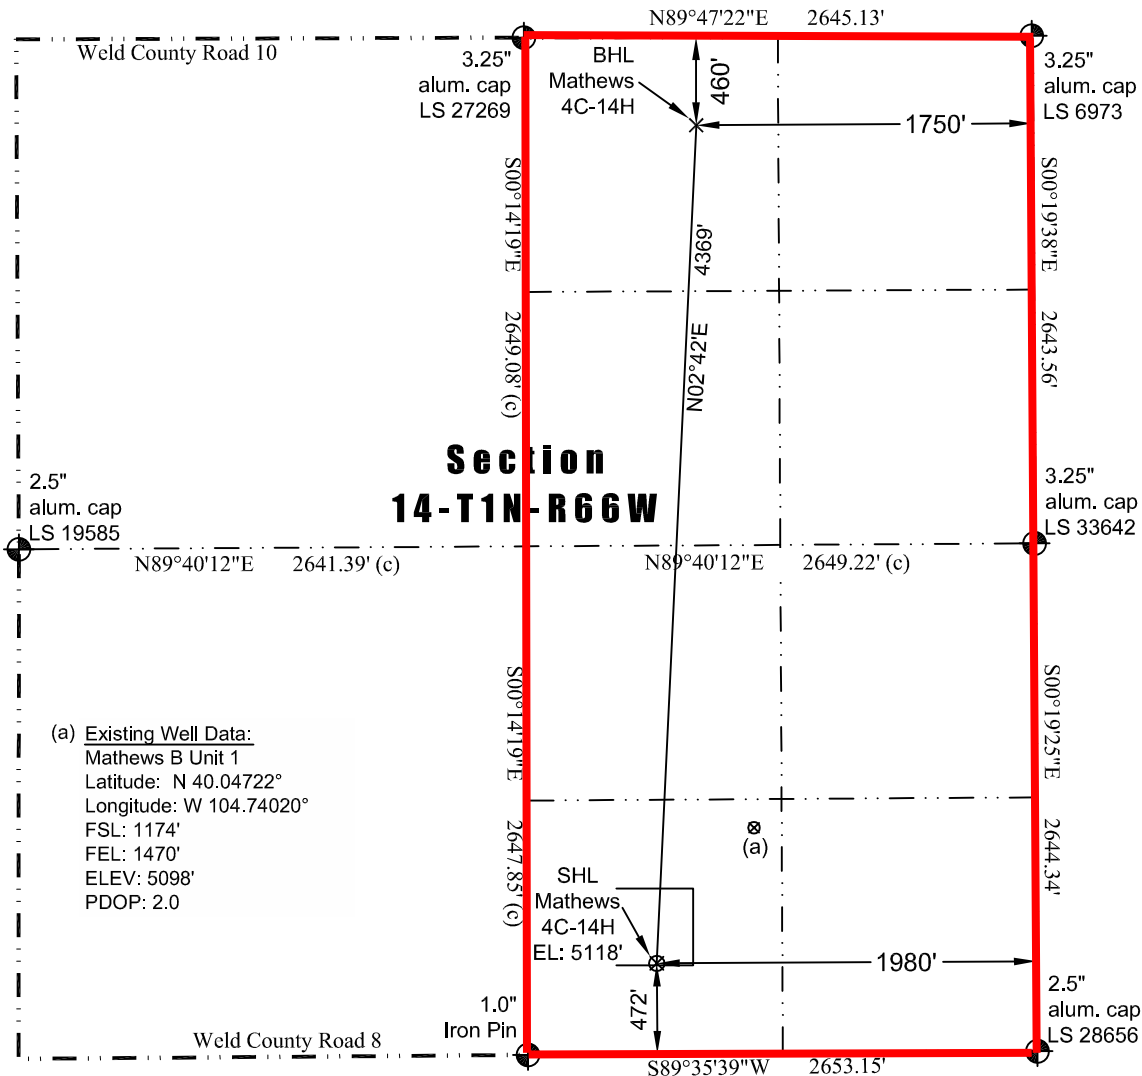 N89°47'22"E 2645.13'
Weld County Road 10
3.25"
alum. cap
LS 27269
BHL
Mathews
4C-14H
460'
1750'
3.25"
alum. cap
LS 6973
S00°14'19"E 2649.08' (c)
4369'
N02°42'E
S00°19'38"E 2643.56'
Section
14-T1N-R66W
2.5"
alum. cap
LS 19585
3.25"
alum. cap
LS 33642
N89°40'12"E 2641.39' (c)
N89°40'12"E 2649.22' (c)
S00°14'19"E 2647.85' (c)
S00°19'25"E 2644.34'
(a) Existing Well Data:
Mathews B Unit 1
Latitude: N 40.04722°
Longitude: W 104.74020°
FSL: 1174'
FEL: 1470'
ELEV: 5098'
PDOP: 2.0
(a)
SHL
Mathews
4C-14H
EL: 5118'
1980'
472'
1.0"
Iron Pin
2.5"
alum. cap
LS 28656
Weld County Road 8
S89°35'39"W 2653.15'